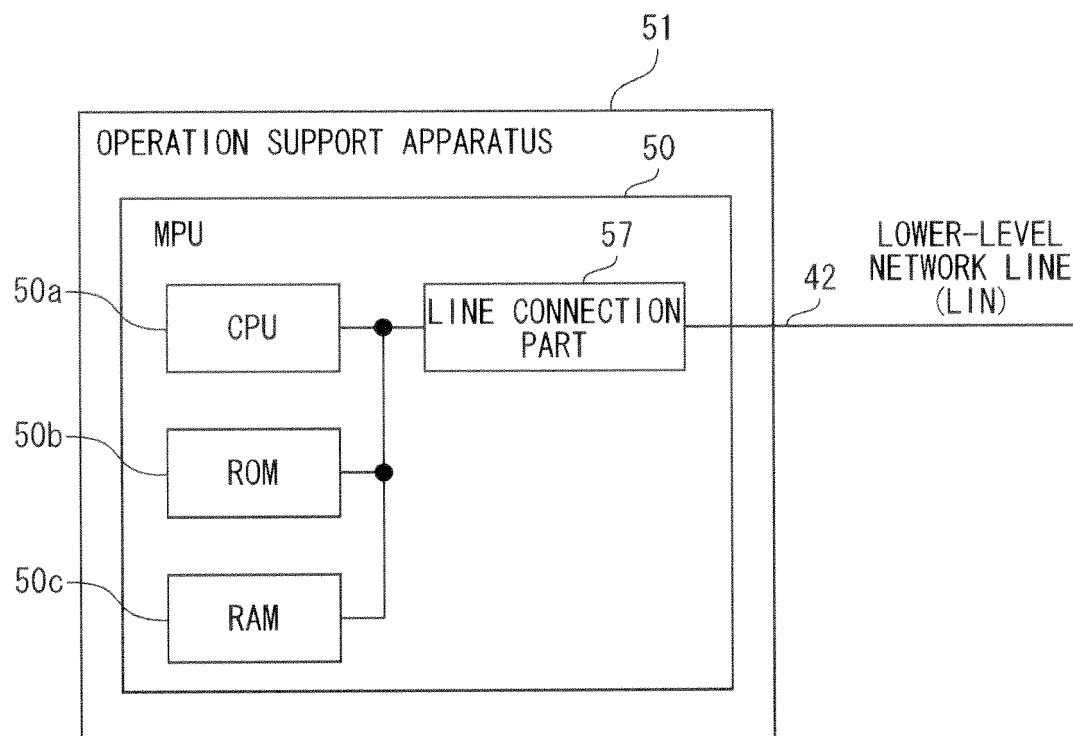 51
OPERATION SUPPORT APPARATUS
50
MPU
57
LOWER-LEVEL
NETWORK LINE
(LIN)
42
50a
CPU
LINE CONNECTION
PART
50b
ROM
50c
RAM